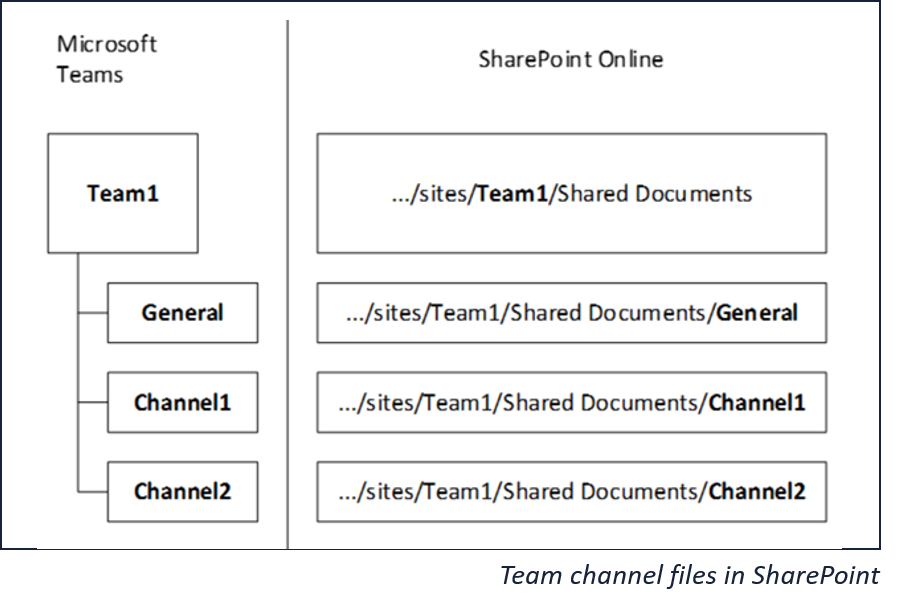 Microsoft
Teams
SharePoint Online
Team1
.../sites/Team1/Shared Documents
General
.../sites/Team1/Shared Documents/General
Channel1
.../sites/Team1/Shared Documents/Channel1
Channel2
.../sites/Team1/Shared Documents/Channel2
Team channel files in SharePoint